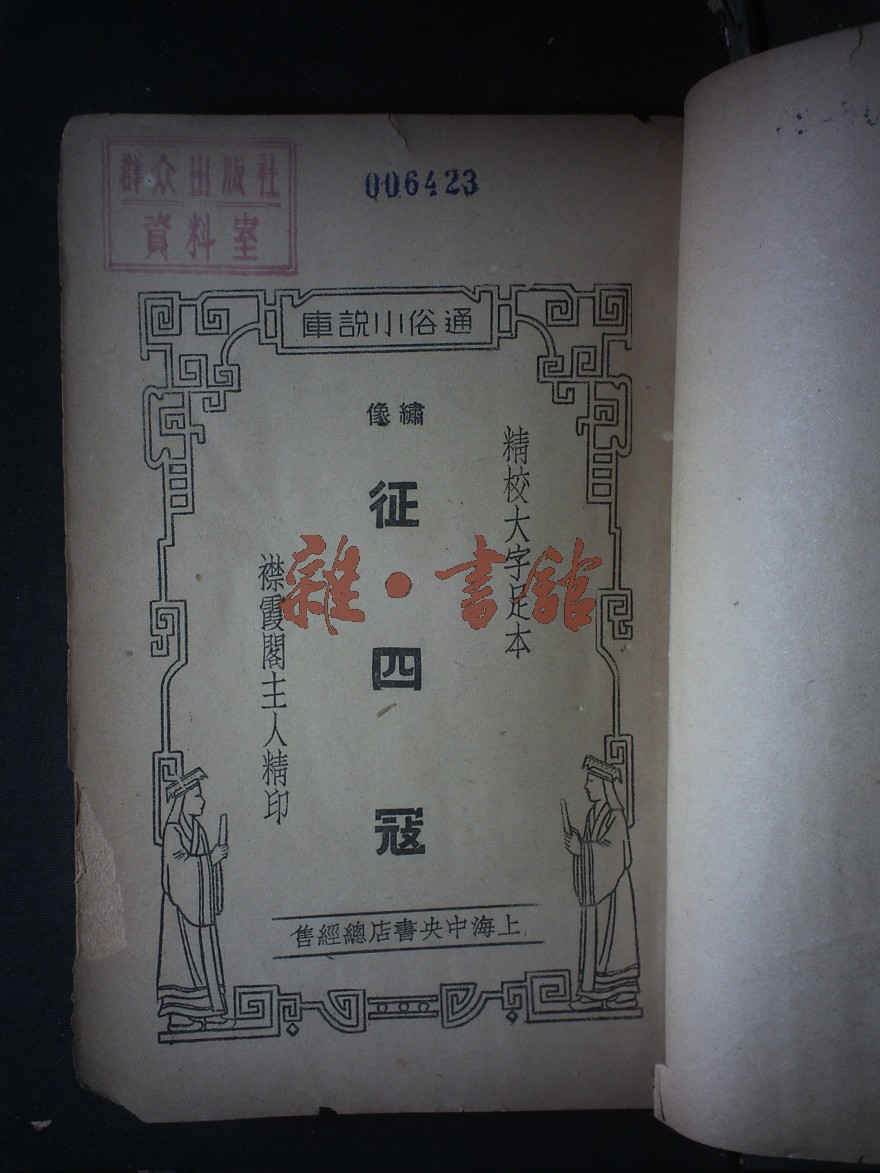 群众出版社
資料室
006423
通俗小説庫
精校大字足本
繡像
征四寇
襟霞閣主人精印
上海中央書店總經售
雜·書館